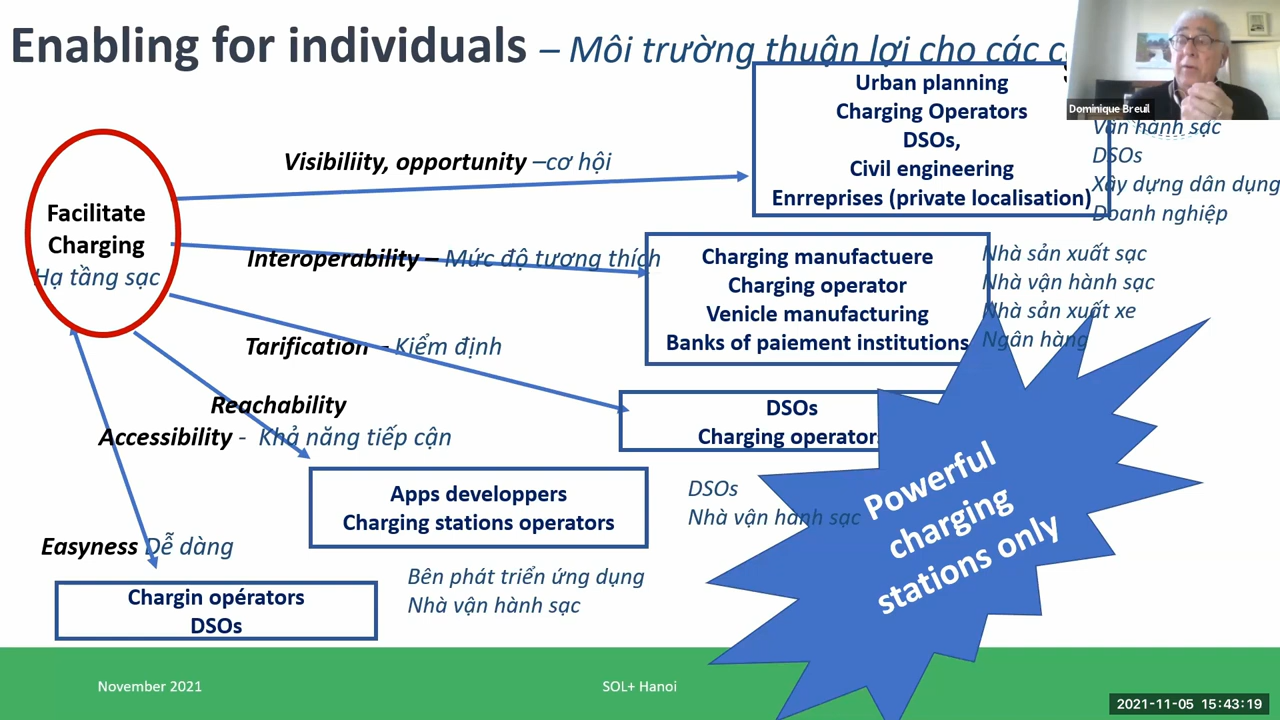 Enabling for individuals – Môi trường thuận lợi cho các
Dominique Breuil
Urban planning
Charging Operators
DSOs,
Civil engineering
Enrreprises (private localisation)
Vận hành sạc
DSOs
Xây dựng dân dụng
Doanh nghiệp
Visibiliity, opportunity –cơ hội
Facilitate
Charging
Hạ tầng sạc
Interoperability – Mức độ tương thích
Charging manufactuere
Charging operator
Venicle manufacturing
Banks of paiement institutions
Nhà sản xuất sạc
Nhà vận hành sạc
Nhà sản xuất xe
Ngân hàng
Tarification - Kiểm định
DSOs
Charging operators
Reachability
Accessibility - Khả năng tiếp cận
Apps developpers
Charging stations operators
DSOs
Nhà vận hành sạc
Powerful
charging
stations only
Easyness Dễ dàng
Bên phát triển ứng dụng
Nhà vận hành sạc
Chargin opérators
DSOs
November 2021
SOL+ Hanoi
2021-11-05 15:43:19